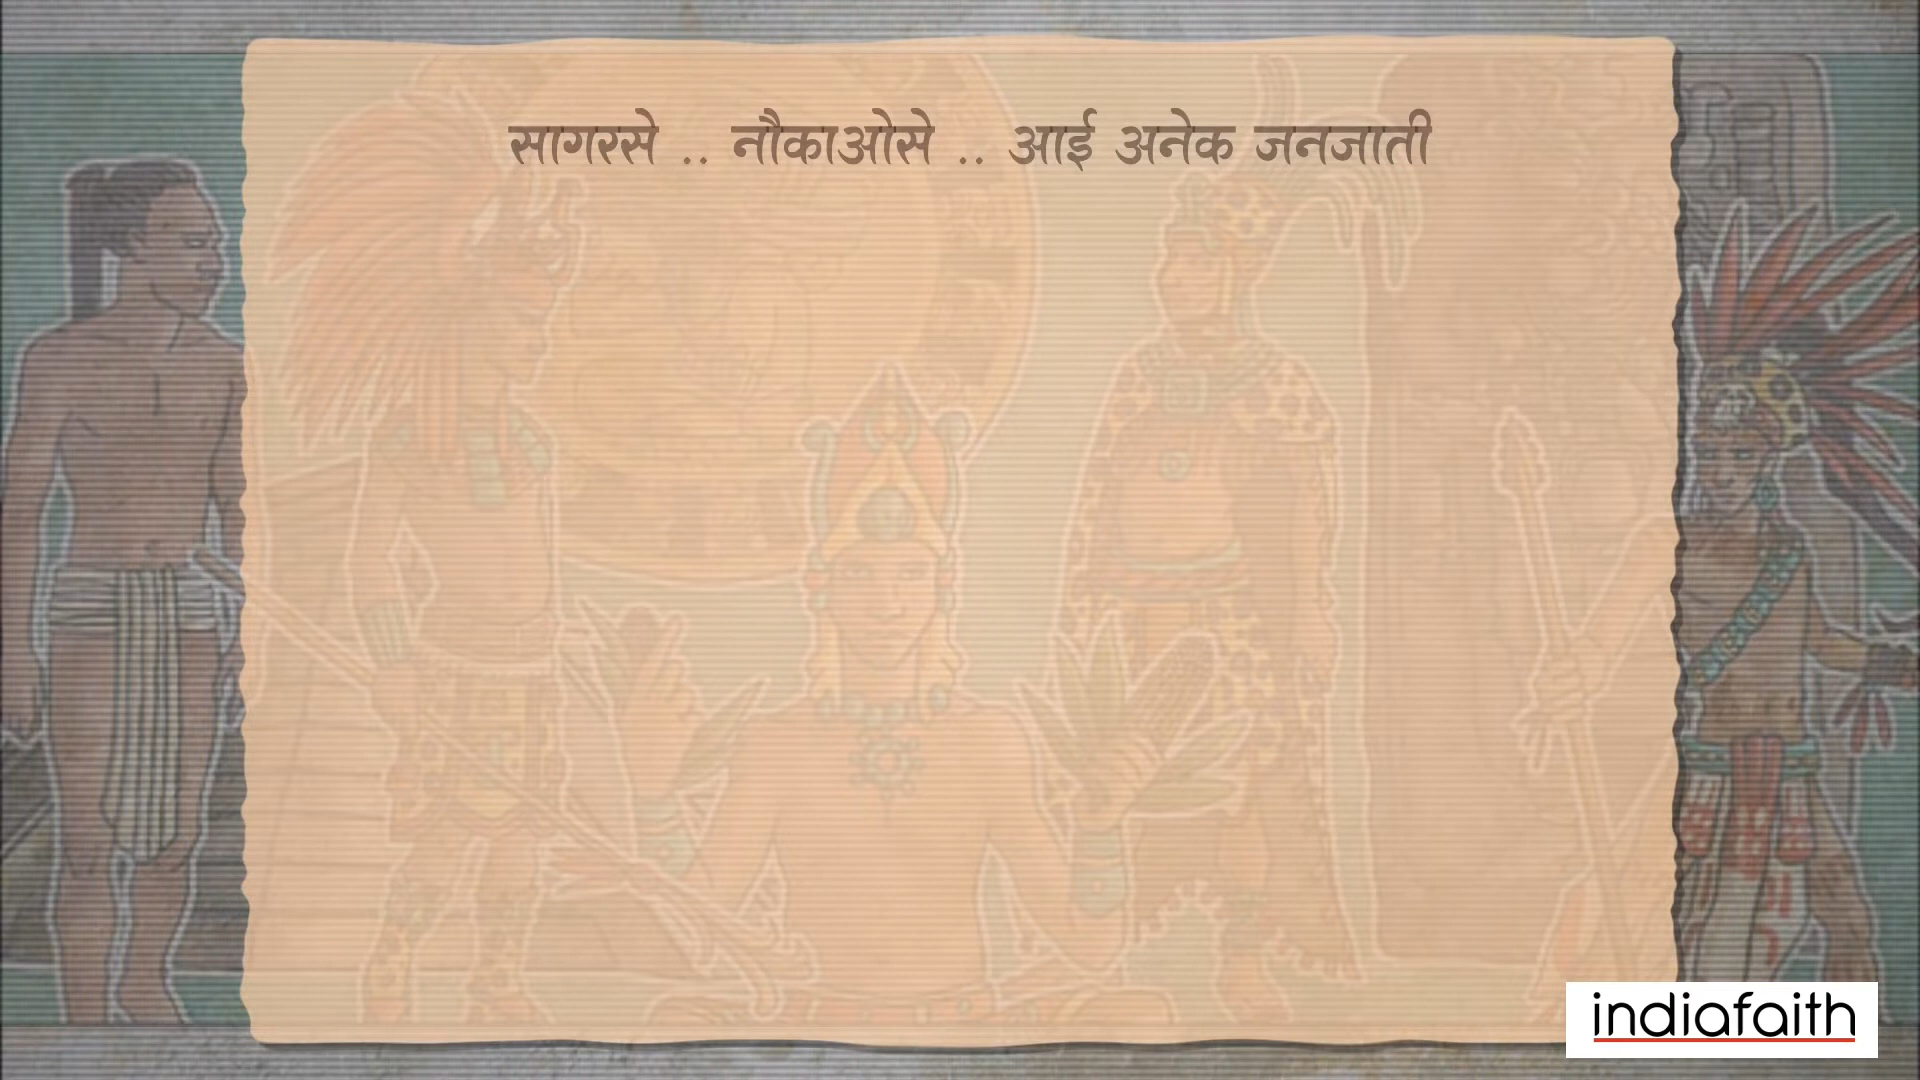 सागरसे .. नौकाओसे .. आई अनेक जनजाती
indiafaith